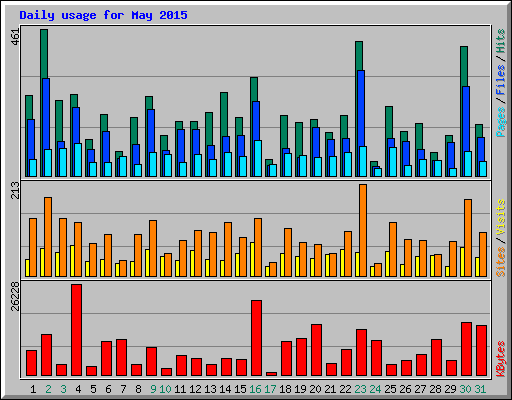 Daily usage for May 2015
461
Pages / Files / Hits
213
Sites / Visits
26228
KBytes
1 2 3 4 5 6 7 8 9 10 11 12 13 14 15 16 17 18 19 20 21 22 23 24 25 26 27 28 29 30 31